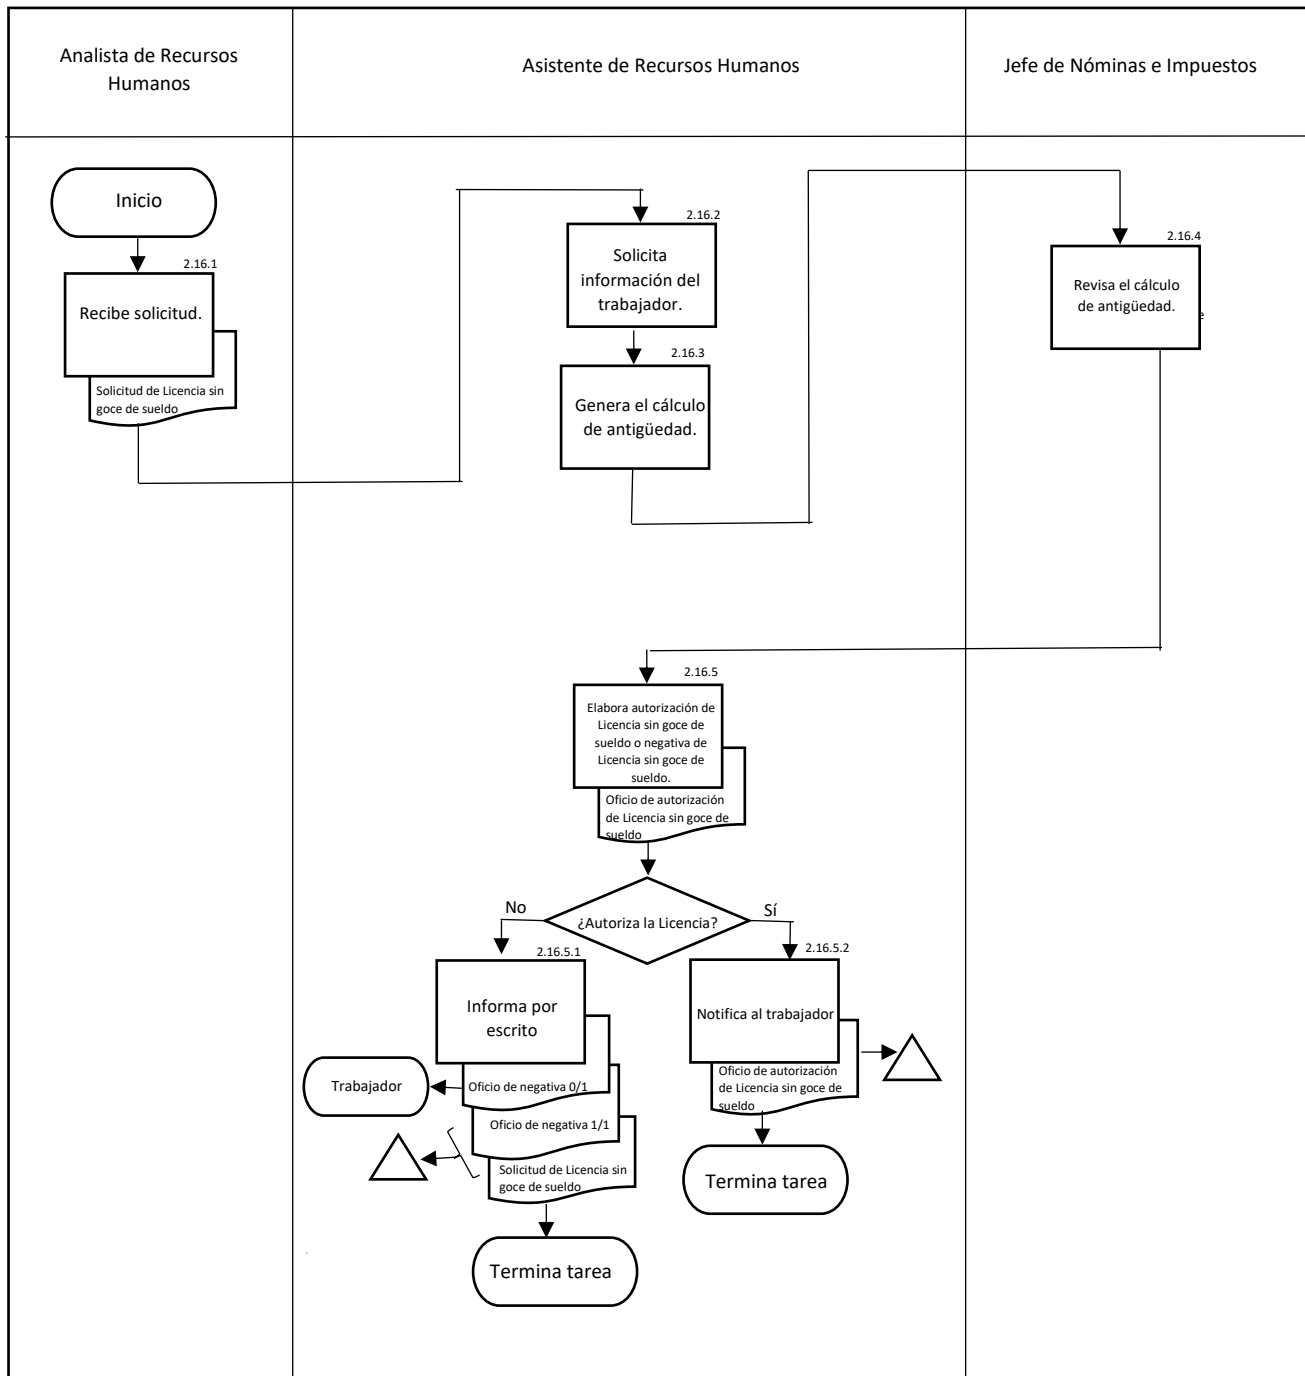 Analista de Recursos
Humanos
Asistente de Recursos Humanos
Jefe de Nóminas e Impuestos
Inicio
2.16.1
Recibe solicitud.
Solicitud de Licencia sin
goce de sueldo
2.16.2
Solicita
información del
trabajador.
2.16.3
Genera el cálculo
de antigüedad.
2.16.4
Revisa el cálculo
de antigüedad.
e
2.16.5
Elabora autorización de
Licencia sin goce de
sueldo o negativa de
Licencia sin goce de
sueldo.
Oficio de autorización
de Licencia sin goce de
sueldo
¿Autoriza la Licencia?
No
Sí
2.16.5.1
Informa por
escrito
Trabajador
Oficio de negativa 0/1
Oficio de negativa 1/1
Solicitud de Licencia sin
goce de sueldo
Termina tarea
2.16.5.2
Notifica al trabajador
Oficio de autorización
de Licencia sin goce de
sueldo
Termina tarea